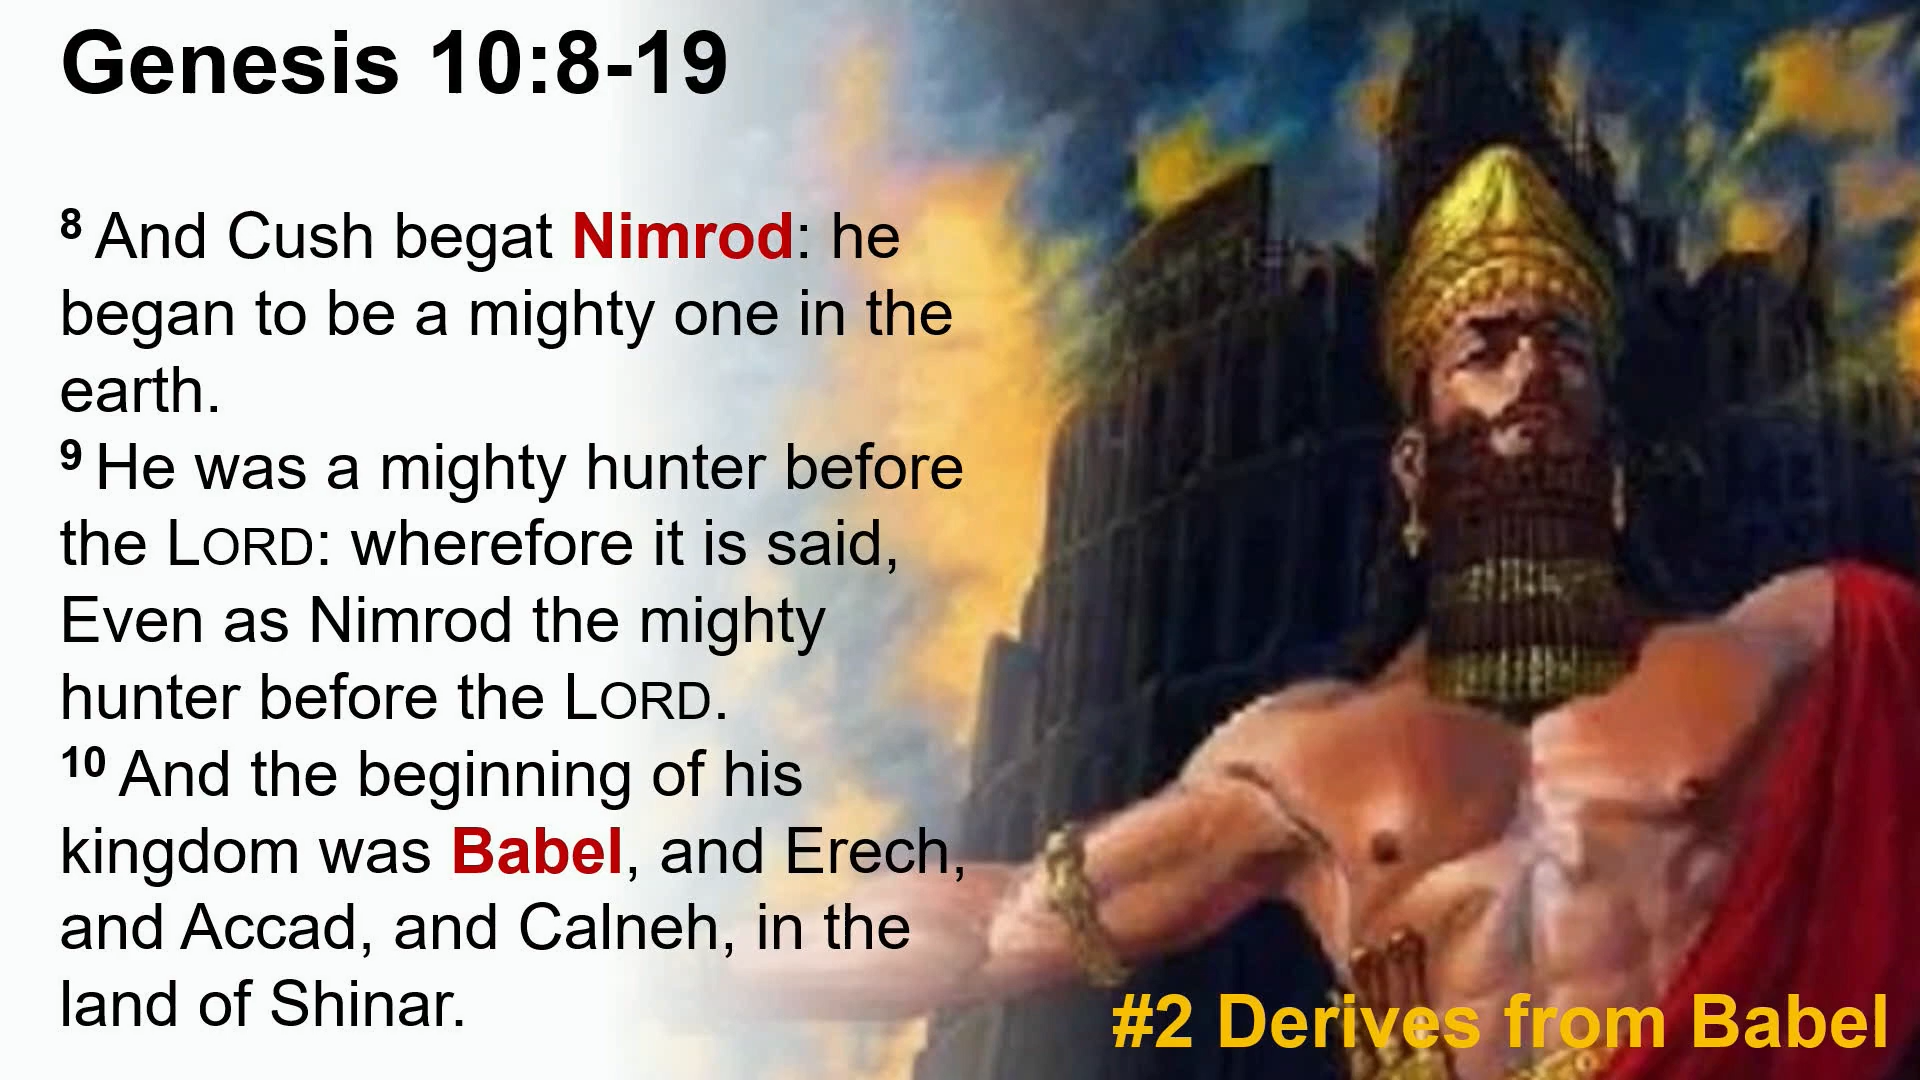 Genesis 10:8-19
8 And Cush begat Nimrod: he
began to be a mighty one in the
earth.
9 He was a mighty hunter before
the LORD: wherefore it is said,
Even as Nimrod the mighty
hunter before the LORD.
10 And the beginning of his
kingdom was Babel, and Erech,
and Accad, and Calneh, in the
land of Shinar.
#2 Derives from Babel